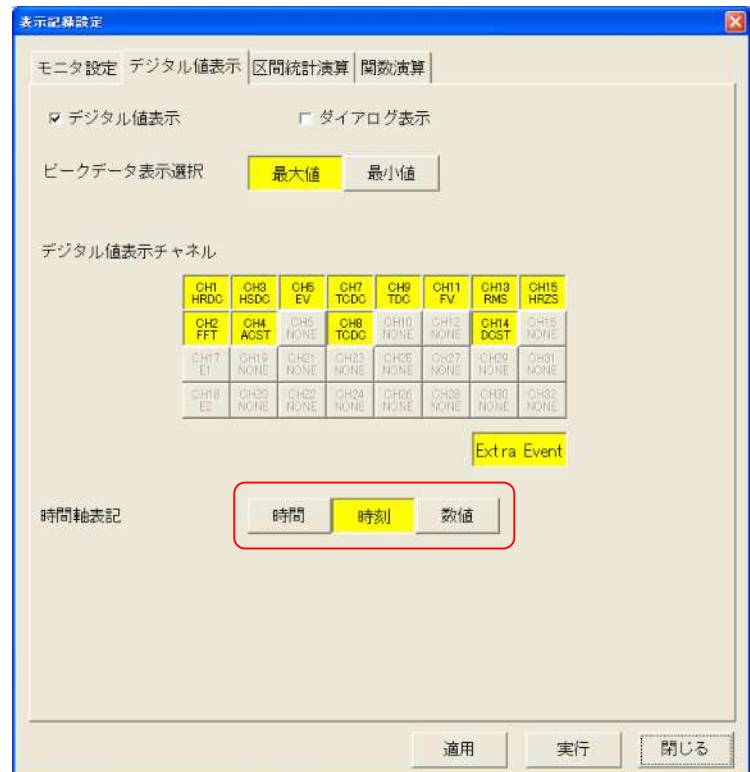 表示記録設定
モニタ設定 デジタル値表示 区間統計演算 関数演算
デジタル値表示 ダイアログ表示
ピークデータ表示選択 最大値 最小値
デジタル値表示チャネル
CH1 CH3 CH5 CH7 CH9 CH11 CH13 CH15
HRDC HSDC EV TCDC TDC FV RMS HRZS
CH2 CH4 CH6 CH8 CH10 CH12 CH14 CH16
FFT ACST NONE TCDC NONE NONE DCST NONE
CH17 CH19 CH21 CH23 CH25 CH27 CH29 CH31
E1 NONE NONE NONE NONE NONE NONE NONE
CH18 CH20 CH22 CH24 CH26 CH28 CH30 CH32
E2 NONE NONE NONE NONE NONE NONE NONE
Extra Event
時間軸表記 時間 時刻 数値
適用 実行 閉じる